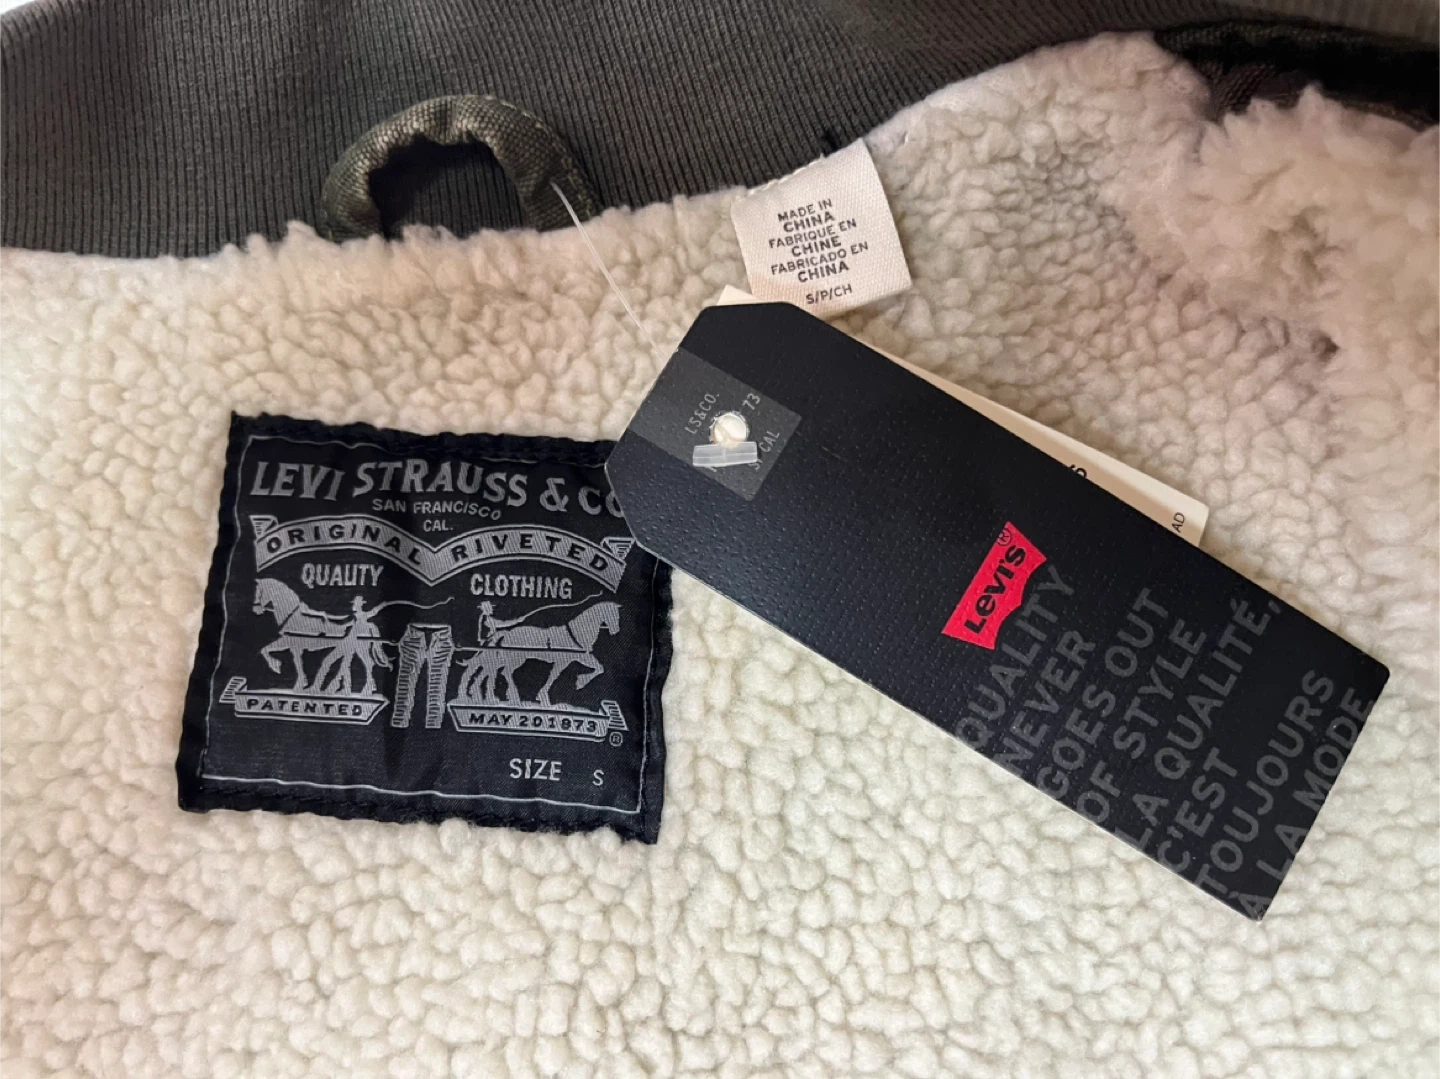 MADE IN
CHINA
FABRIQUE EN
CHINE
FABRICADO EN
CHINA
S/P/CH
LEVI STRAUSS & CO
SAN FRANCISCO
CAL.
ORIGINAL RIVETED
QUALITY CLOTHING
PATENTED MAY 20 1873
®
SIZE S
LS&CO.
73
CAL
Levi's®
QUALITY
NEVER
GOES OUT
OF STYLE
LA QUALITÉ,
C'EST
TOUJOURS
À LA MODE
S
AD